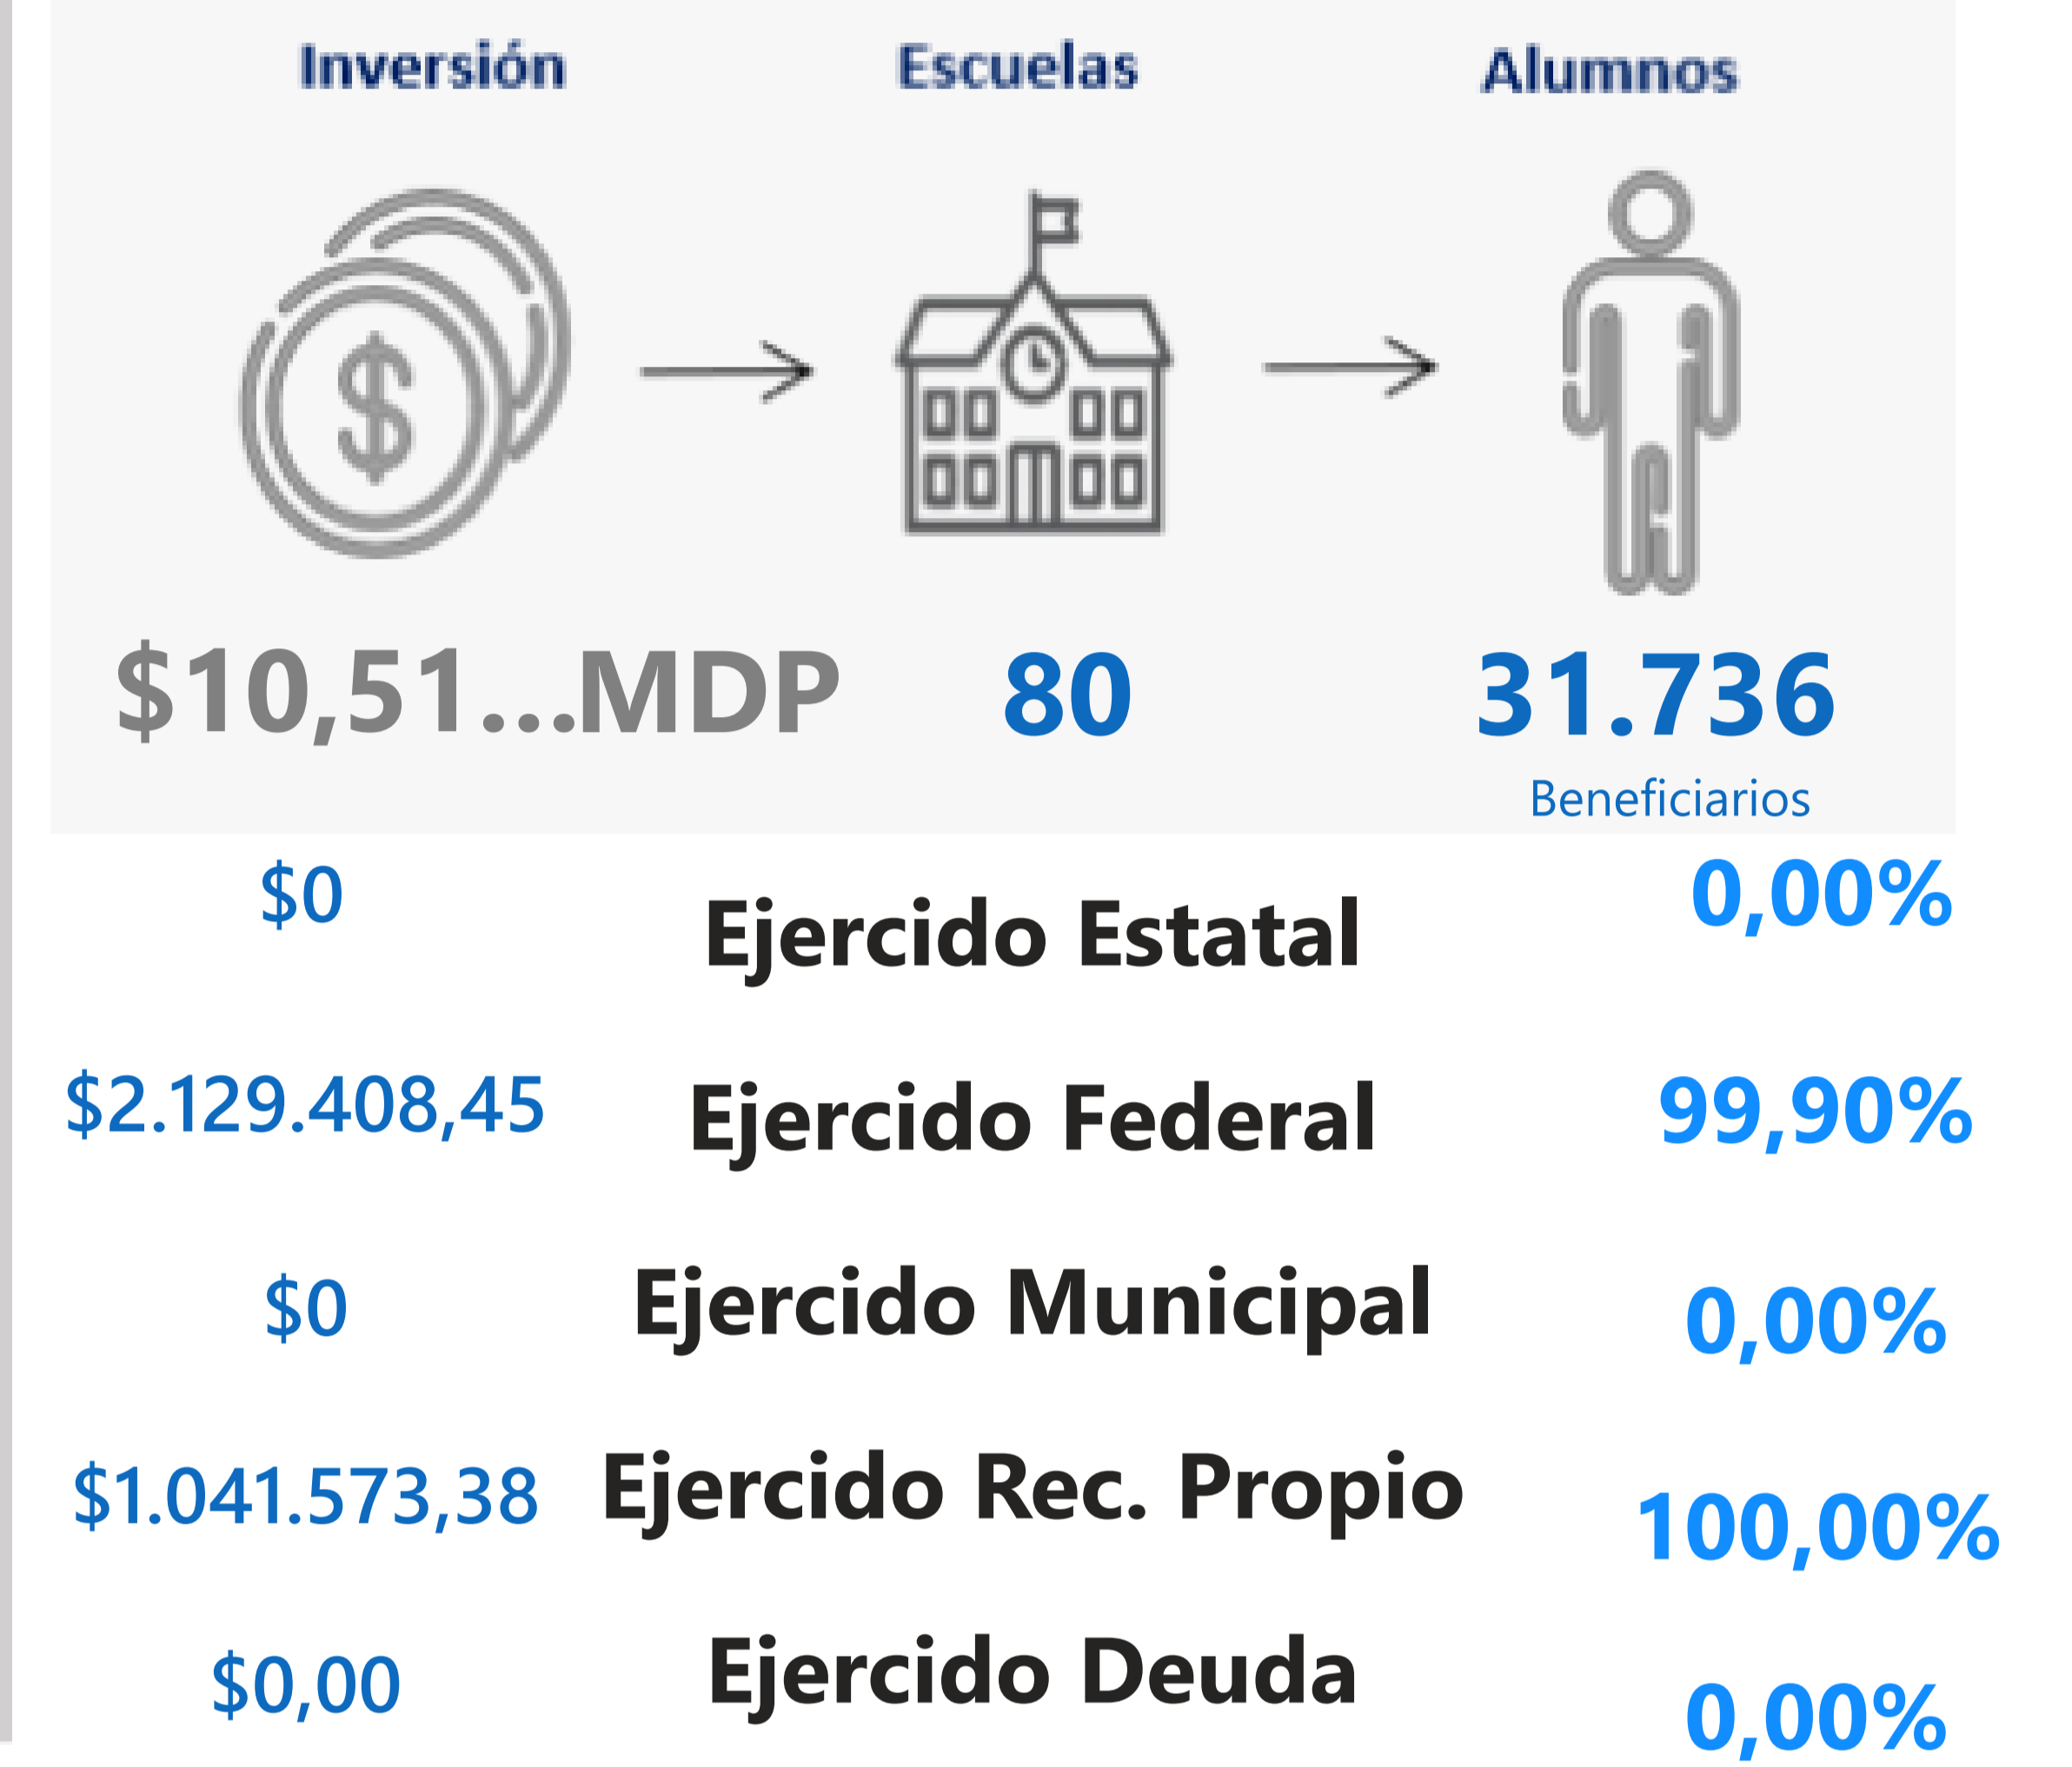 Inversión Escuelas Alumnos
$10,51...MDP 80 31.736
Beneficiarios
$0 Ejercido Estatal 0,00%
$2.129.408,45 Ejercido Federal 99,90%
$0 Ejercido Municipal 0,00%
$1.041.573,38 Ejercido Rec. Propio 100,00%
$0,00 Ejercido Deuda 0,00%